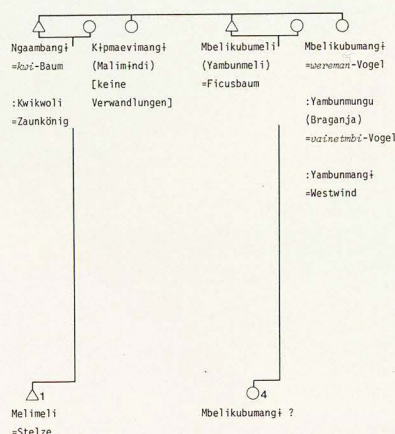 Ngaambangɨ
=kwi-Baum
:Kwikwoli
=Zaunkönig
Kɨpmaevimangɨ
(Malimɨndi)
[keine
Verwandlungen]
Mbelikubumeli
(Yambunmeli)
=Ficusbaum
Mbelikubumangɨ
=wereman-Vogel
:Yambunmungu
(Braganja)
=vainetmbi-Vogel
:Yambunmangɨ
=Westwind
1
Melimeli
=Stelze
4
Mbelikubumangɨ ?